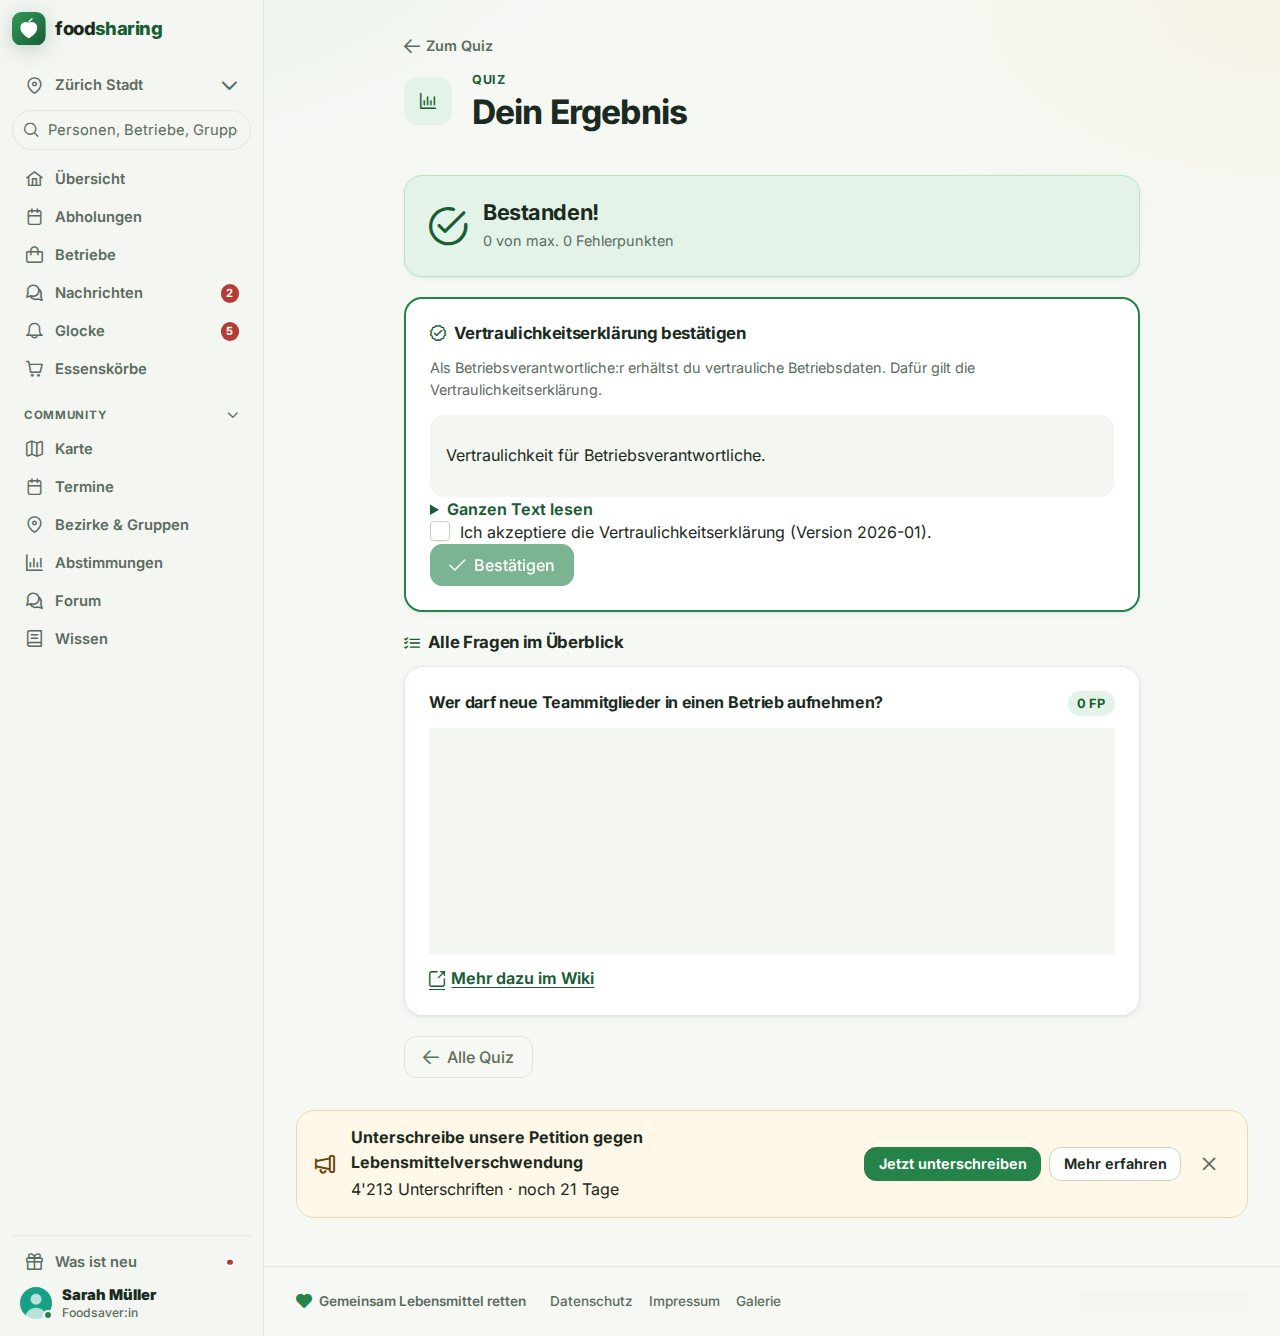 foodsharing
Zürich Stadt
Personen, Betriebe, Grupp
Übersicht
Abholungen
Betriebe
Nachrichten 2
Glocke 5
Essenskörbe
COMMUNITY
Karte
Termine
Bezirke & Gruppen
Abstimmungen
Forum
Wissen
Was ist neu
Sarah Müller
Foodsaver:in
Zum Quiz
QUIZ
Dein Ergebnis
Bestanden!
0 von max. 0 Fehlerpunkten
Vertraulichkeitserklärung bestätigen
Als Betriebsverantwortliche:r erhältst du vertrauliche Betriebsdaten. Dafür gilt die
Vertraulichkeitserklärung.
Vertraulichkeit für Betriebsverantwortliche.
Ganzen Text lesen
Ich akzeptiere die Vertraulichkeitserklärung (Version 2026-01).
Bestätigen
Alle Fragen im Überblick
Wer darf neue Teammitglieder in einen Betrieb aufnehmen? 0 FP
Mehr dazu im Wiki
Alle Quiz
Unterschreibe unsere Petition gegen
Lebensmittelverschwendung
4'213 Unterschriften · noch 21 Tage
Jetzt unterschreiben Mehr erfahren
Gemeinsam Lebensmittel retten Datenschutz Impressum Galerie